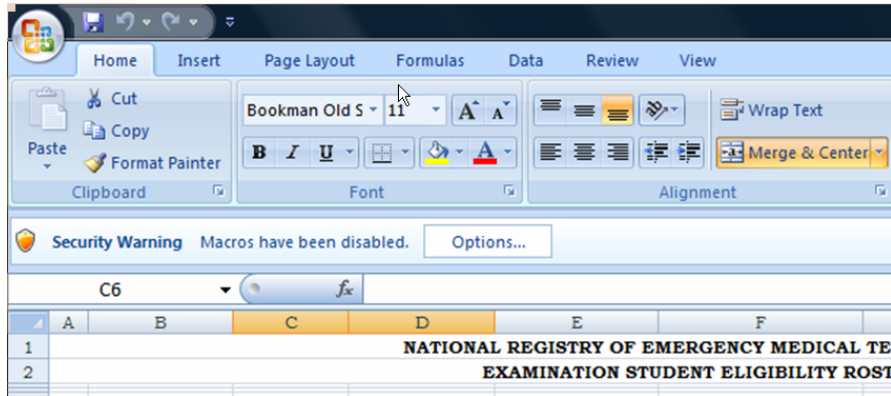 Home Insert Page Layout Formulas Data Review View
Cut
Bookman Old S 11 A A Wrap Text
Copy
Paste
B I U A Merge & Center
Format Painter
Clipboard Font Alignment
Security Warning Macros have been disabled. Options...
C6 fx
A B C D E F
1 NATIONAL REGISTRY OF EMERGENCY MEDICAL TE
2 EXAMINATION STUDENT ELIGIBILITY ROST